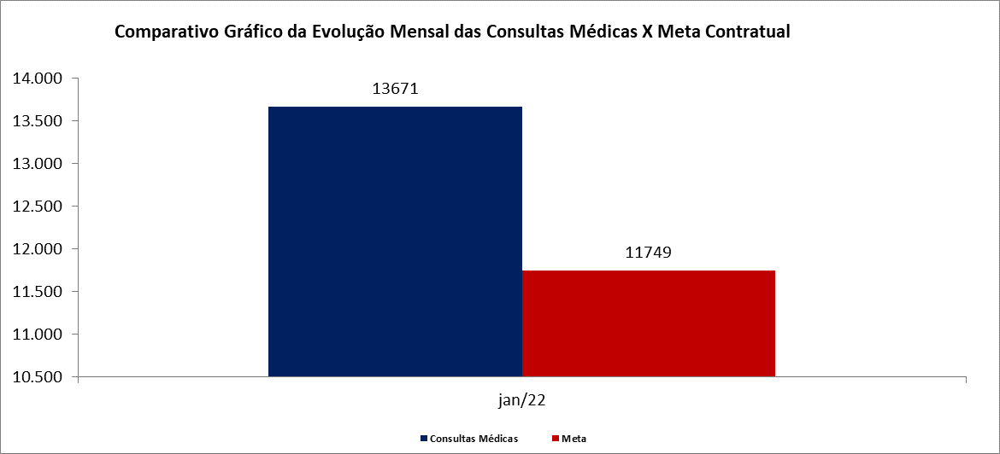 Comparativo Gráfico da Evolução Mensal das Consultas Médicas X Meta Contratual
14.000
13671
13.500
13.000
12.500
12.000
11749
11.500
11.000
10.500
jan/22
Consultas Médicas
Meta